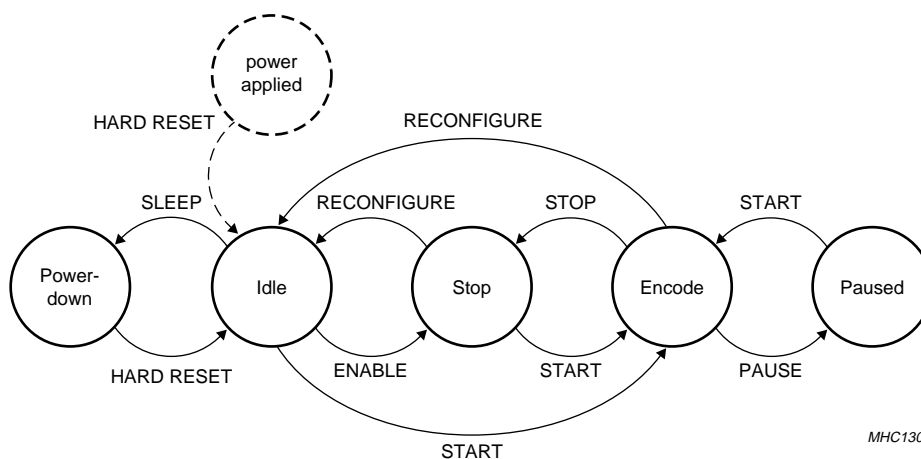 power
applied
HARD RESET
RECONFIGURE
SLEEP
RECONFIGURE
STOP
START
Power-
down
Idle
Stop
Encode
Paused
HARD RESET
ENABLE
START
PAUSE
START
MHC130